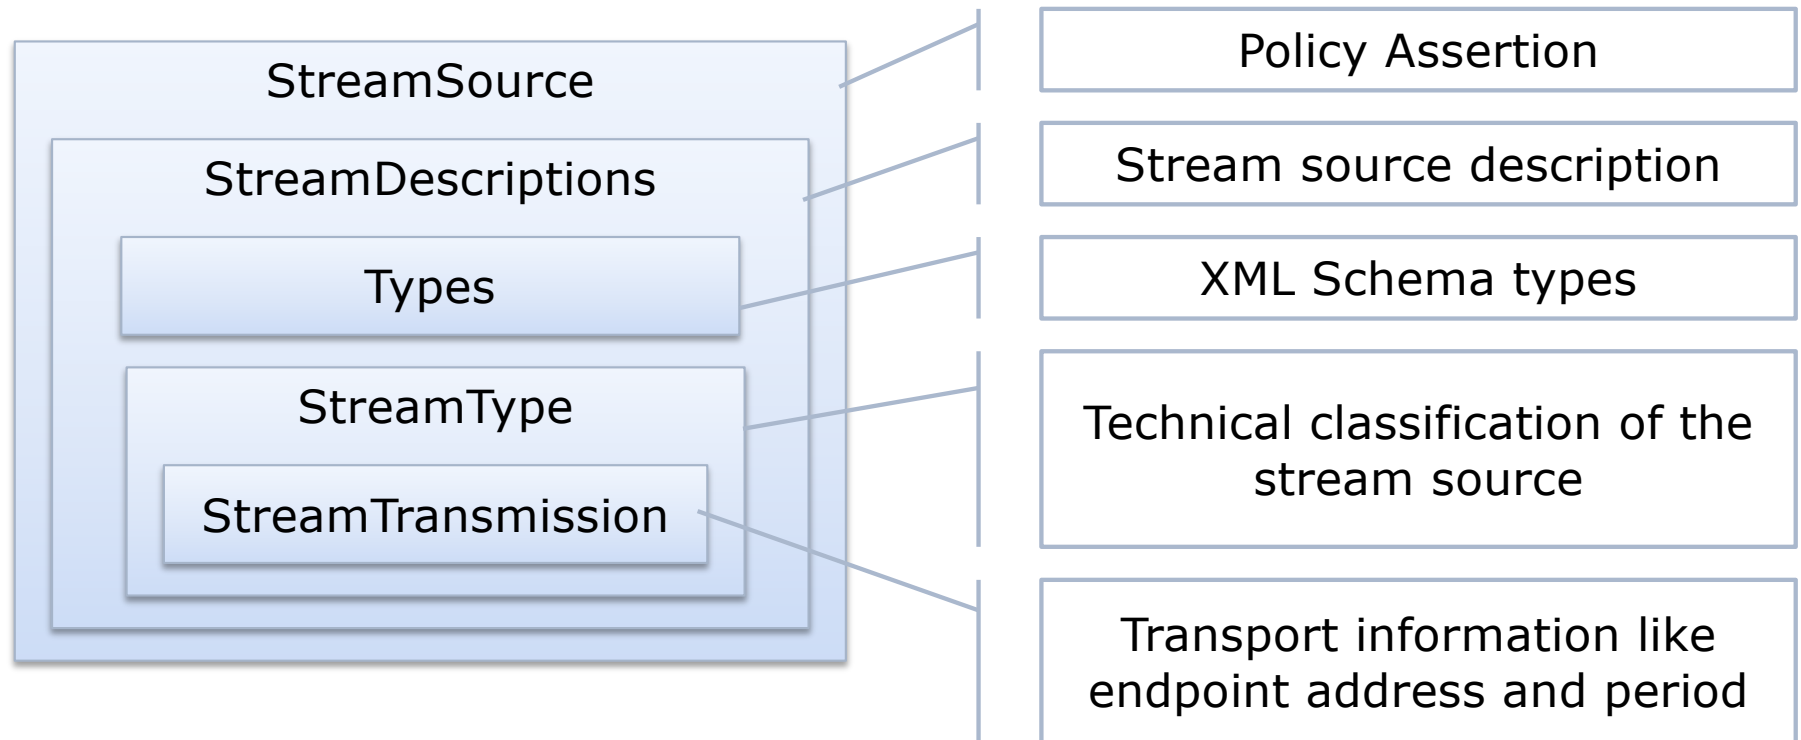 StreamSource
StreamDescriptions
Types
StreamType
StreamTransmission
Policy Assertion
Stream source description
XML Schema types
Technical classification of the
stream source
Transport information like
endpoint address and period